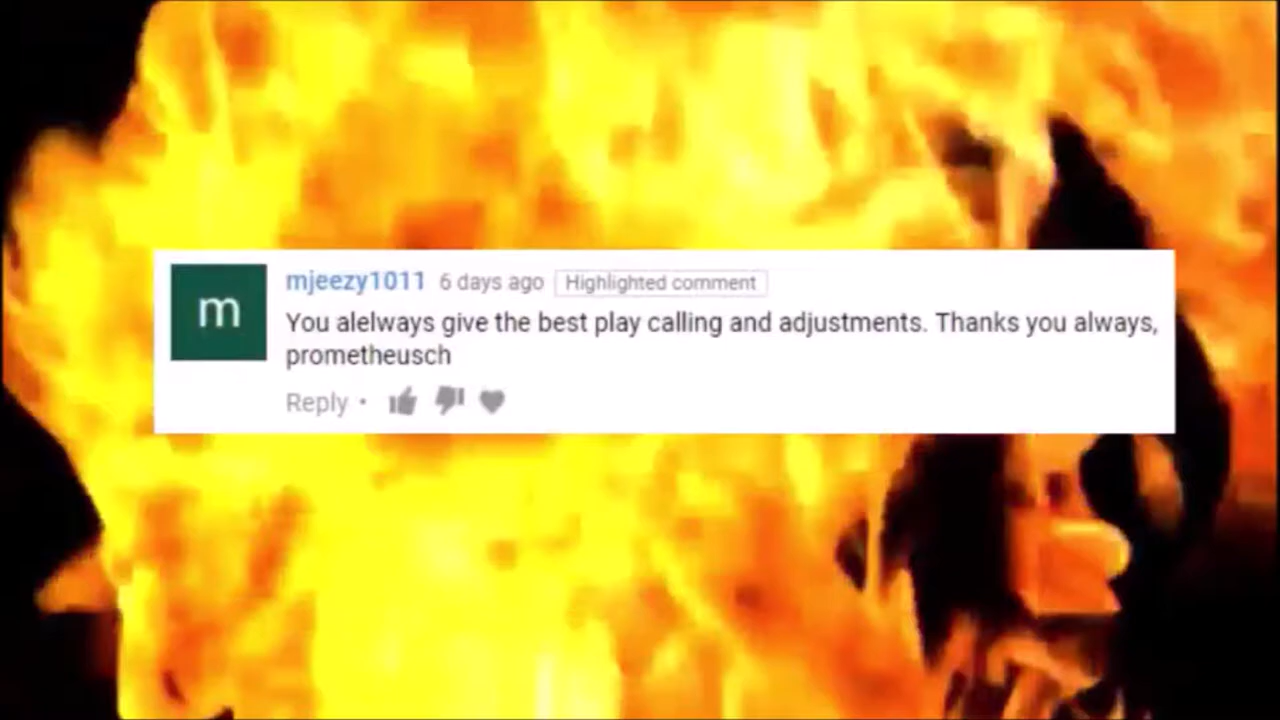 m
mjeezy1011 6 days ago Highlighted comment
You alelways give the best play calling and adjustments. Thanks you always,
prometheusch
Reply •